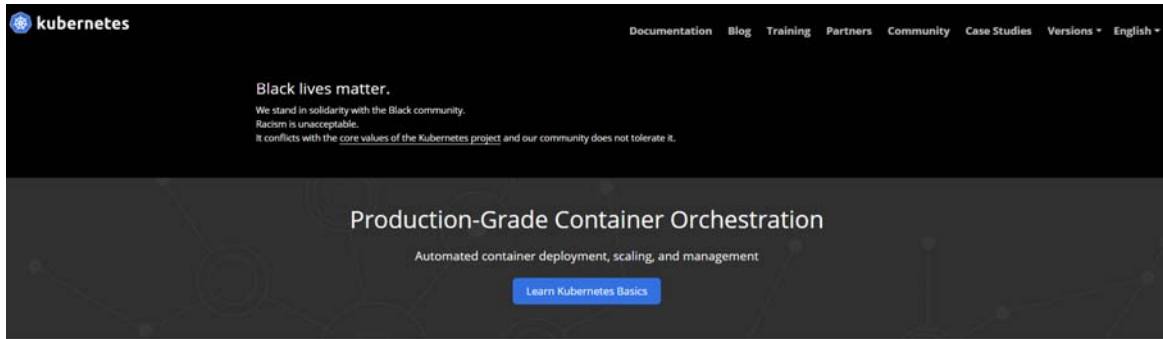 kubernetes
Documentation Blog Training Partners Community Case Studies Versions English
Black lives matter.
We stand in solidarity with the Black community.
Racism is unacceptable.
It conflicts with the core values of the Kubernetes project and our community does not tolerate it.
Production-Grade Container Orchestration
Automated container deployment, scaling, and management
Learn Kubernetes Basics